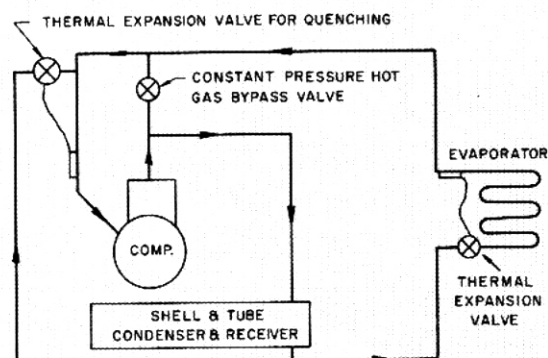 THERMAL EXPANSION VALVE FOR QUENCHING
CONSTANT PRESSURE HOT
GAS BYPASS VALVE
EVAPORATOR
COMP.
THERMAL
EXPANSION
VALVE
SHELL & TUBE
CONDENSER & RECEIVER